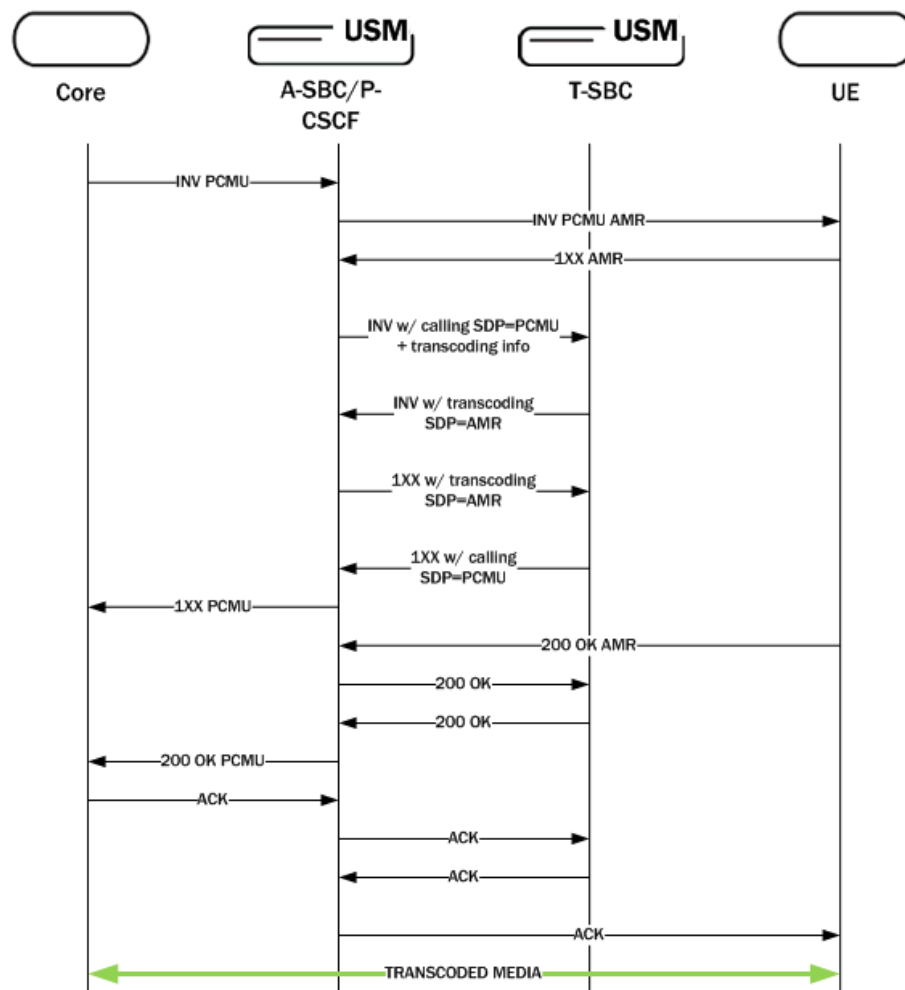 USM
USM
Core
A-SBC/P-
CSCF
T-SBC
UE
INV PCMU
INV PCMU AMR
1XX AMR
INV w/ calling SDP=PCMU
+ transcoding info
INV w/ transcoding
SDP=AMR
1XX w/ transcoding
SDP=AMR
1XX w/ calling
SDP=PCMU
1XX PCMU
200 OK AMR
200 OK
200 OK
200 OK PCMU
ACK
ACK
ACK
ACK
TRANSCODED MEDIA